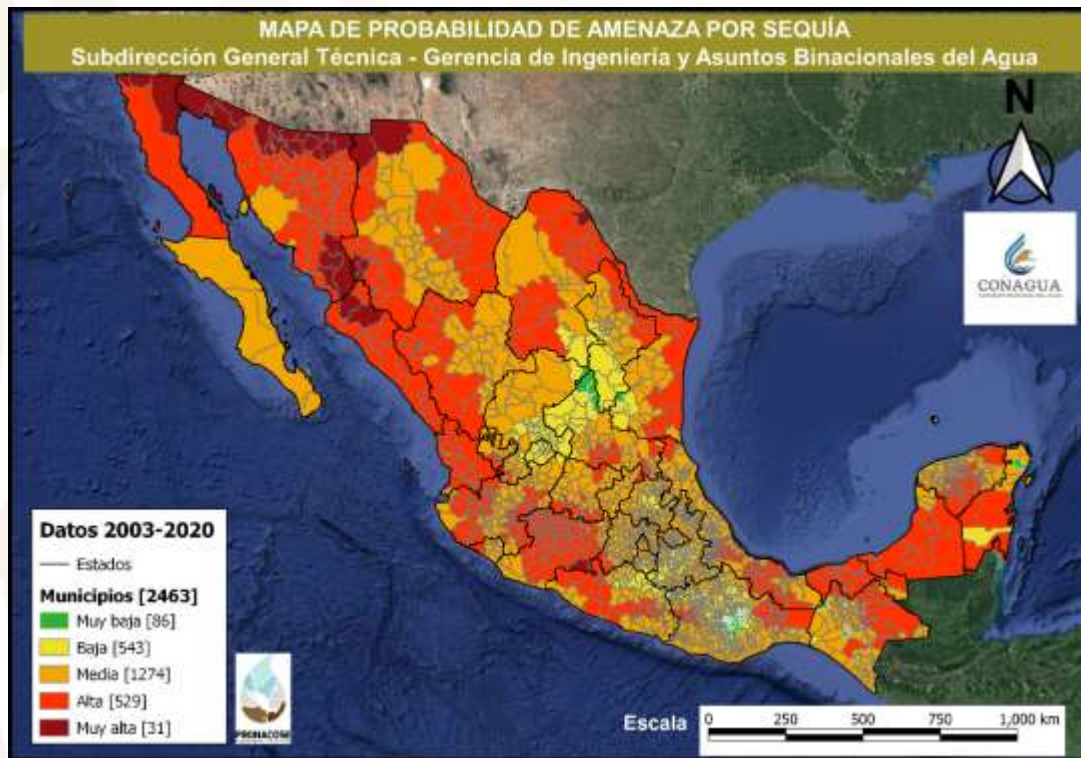 MAPA DE PROBABILIDAD DE AMENAZA POR SEQUÍA
Subdirección General Técnica - Gerencia de Ingeniería y Asuntos Binacionales del Agua
N
CONAGUA
Datos 2003-2020
Estados
Municipios [2463]
Muy baja [86]
Baja [543]
Media [1274]
Alta [529]
Muy alta [31]
PRONACOSE
Escala
0 250 500 750 1,000 km